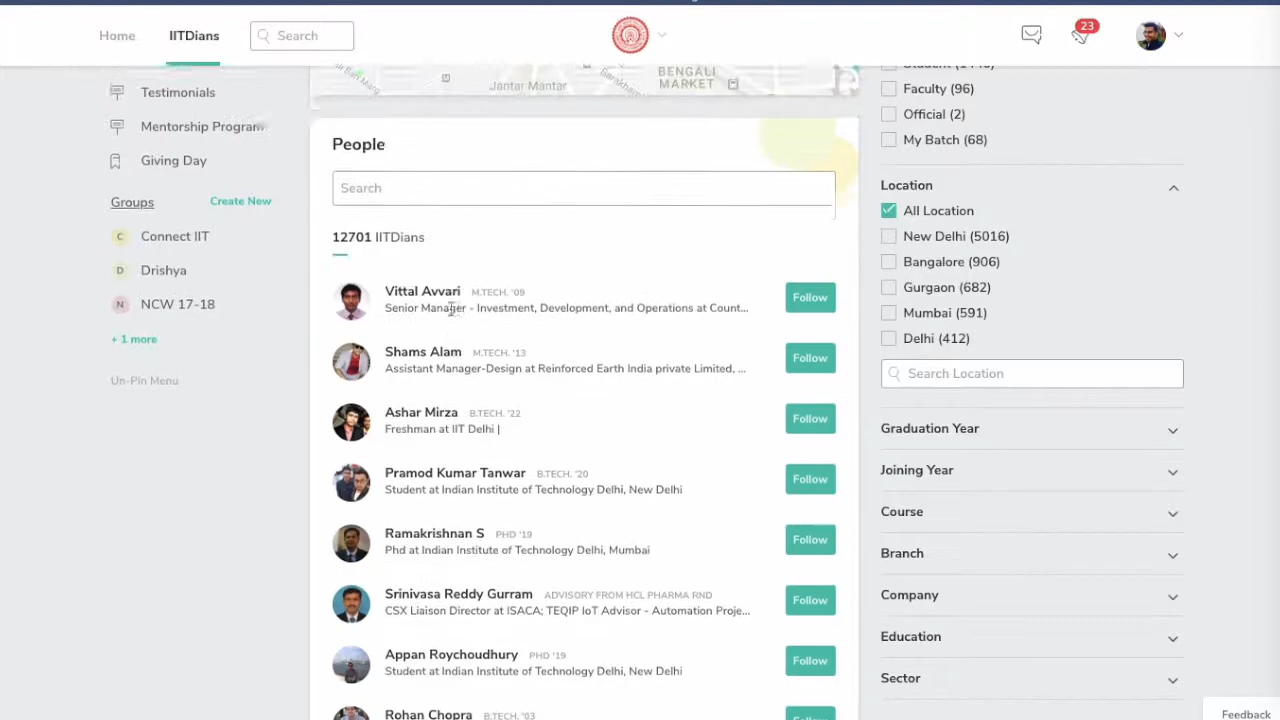 Home
IITDians
Search
23
Testimonials
Mentorship Program
Giving Day
Groups
Create New
C Connect IIT
D Drishya
N NCW 17-18
+ 1 more
Un-Pin Menu
Jantar Mantar
BENGALI
MARKET
People
Search
12701 IITDians
Vittal Avvari M.TECH. '09
Senior Manager - Investment, Development, and Operations at Count...
Follow
Shams Alam M.TECH. '13
Assistant Manager-Design at Reinforced Earth India private Limited, ...
Follow
Ashar Mirza B.TECH. '22
Freshman at IIT Delhi |
Follow
Pramod Kumar Tanwar B.TECH. '20
Student at Indian Institute of Technology Delhi, New Delhi
Follow
Ramakrishnan S PHD '19
Phd at Indian Institute of Technology Delhi, Mumbai
Follow
Srinivasa Reddy Gurram ADVISORY FROM HCL PHARMA RND
CSX Liaison Director at ISACA; TEQIP IoT Advisor - Automation Proje...
Follow
Appan Roychoudhury PHD '19
Student at Indian Institute of Technology Delhi, New Delhi
Follow
Rohan Chopra B.TECH. '03
Faculty (96)
Official (2)
My Batch (68)
Location
All Location
New Delhi (5016)
Bangalore (906)
Gurgaon (682)
Mumbai (591)
Delhi (412)
Search Location
Graduation Year
Joining Year
Course
Branch
Company
Education
Sector
Feedback